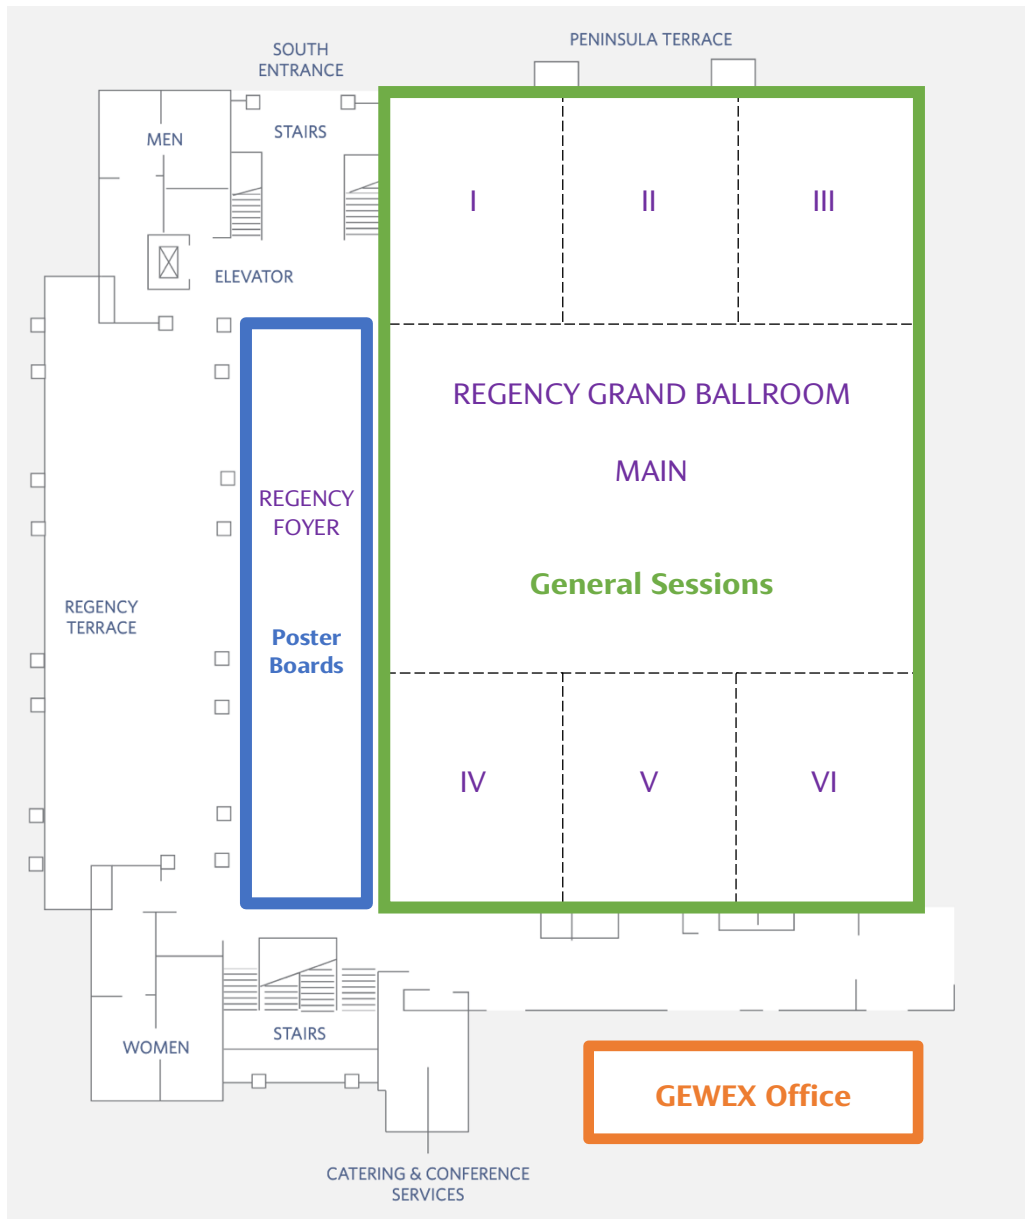 PENINSULA TERRACE
SOUTH
ENTRANCE
STAIRS
MEN
I
II
III
ELEVATOR
REGENCY GRAND BALLROOM
MAIN
REGENCY
FOYER
General Sessions
REGENCY
TERRACE
Poster
Boards
IV
V
VI
STAIRS
WOMEN
GEWEX Office
CATERING & CONFERENCE
SERVICES